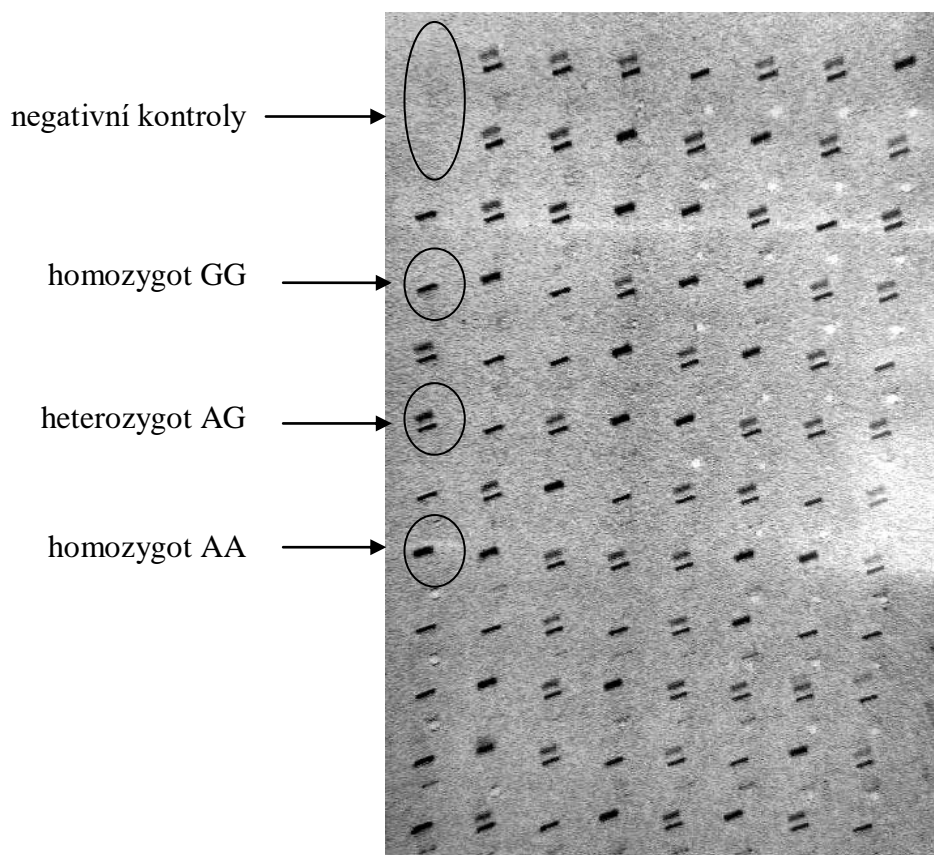 negativní kontroly
homozygot GG
heterozygot AG
homozygot AA